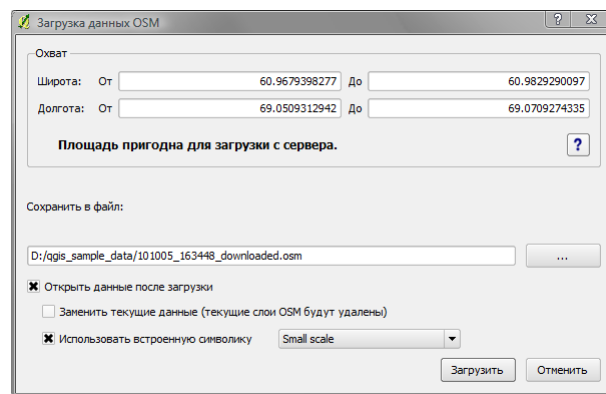 Загрузка данных OSM
Охват
Широта: От 60.9679398277 До 60.9829290097
Долгота: От 69.0509312942 До 69.0709274335
Площадь пригодна для загрузки с сервера.
?
Сохранить в файл:
D:/qgis_sample_data/101005_163448_downloaded.osm ...
Открыть данные после загрузки
Заменить текущие данные (текущие слои OSM будут удалены)
Использовать встроенную символику Small scale
Загрузить Отменить